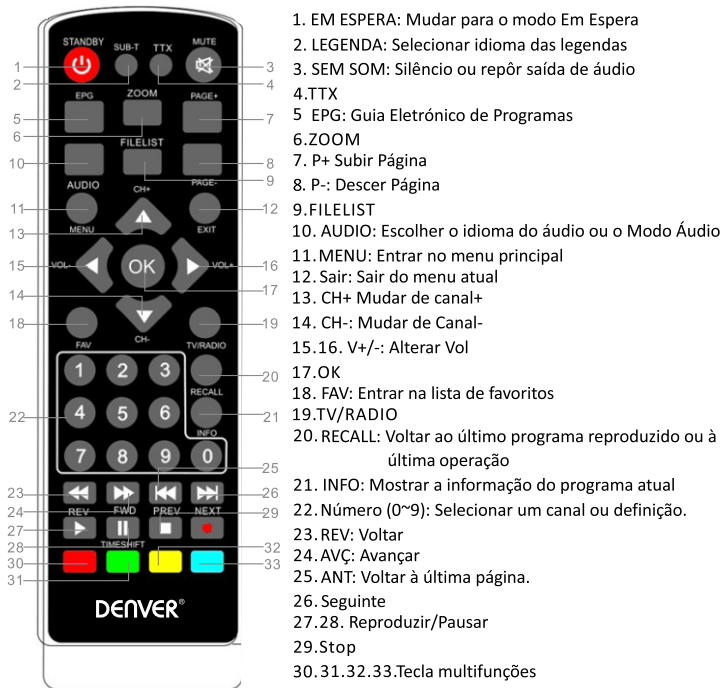 STANDBY
SUB-T TTX
MUTE
1
2
3
4
EPG
ZOOM
PAGE+
5
6
7
FILELIST
10
8
9
AUDIO
CH+
PAGE-
11
12
MENU
EXIT
13
VOL-
OK
VOL+
15
16
17
14
18
19
FAV
CH-
TV/RADIO
1 2 3
20
RECALL
4 5 6
22
21
INFO
7 8 9 0
25
23
26
24
29
REV FWD PREV NEXT
27
28
TIMESHIFT
32
30
33
31
DENVER®
1. EM ESPERA: Mudar para o modo Em Espera
2. LEGENDA: Selecionar idioma das legendas
3. SEM SOM: Silêncio ou repôr saída de áudio
4.TTX
5 EPG: Guia Eletrónico de Programas
6.ZOOM
7. P+ Subir Página
8. P-: Descer Página
9.FILELIST
10. AUDIO: Escolher o idioma do áudio ou o Modo Áudio
11.MENU: Entrar no menu principal
12.Sair: Sair do menu atual
13. CH+ Mudar de canal+
14. CH-: Mudar de Canal-
15.16. V+/-: Alterar Vol
17.OK
18. FAV: Entrar na lista de favoritos
19.TV/RADIO
20.RECALL: Voltar ao último programa reproduzido ou à
última operação
21. INFO: Mostrar a informação do programa atual
22.Número (0~9): Selecionar um canal ou definição.
23.REV: Voltar
24.AVÇ: Avançar
25.ANT: Voltar à última página.
26.Seguinte
27.28. Reproduzir/Pausar
29.Stop
30.31.32.33.Tecla multifunções